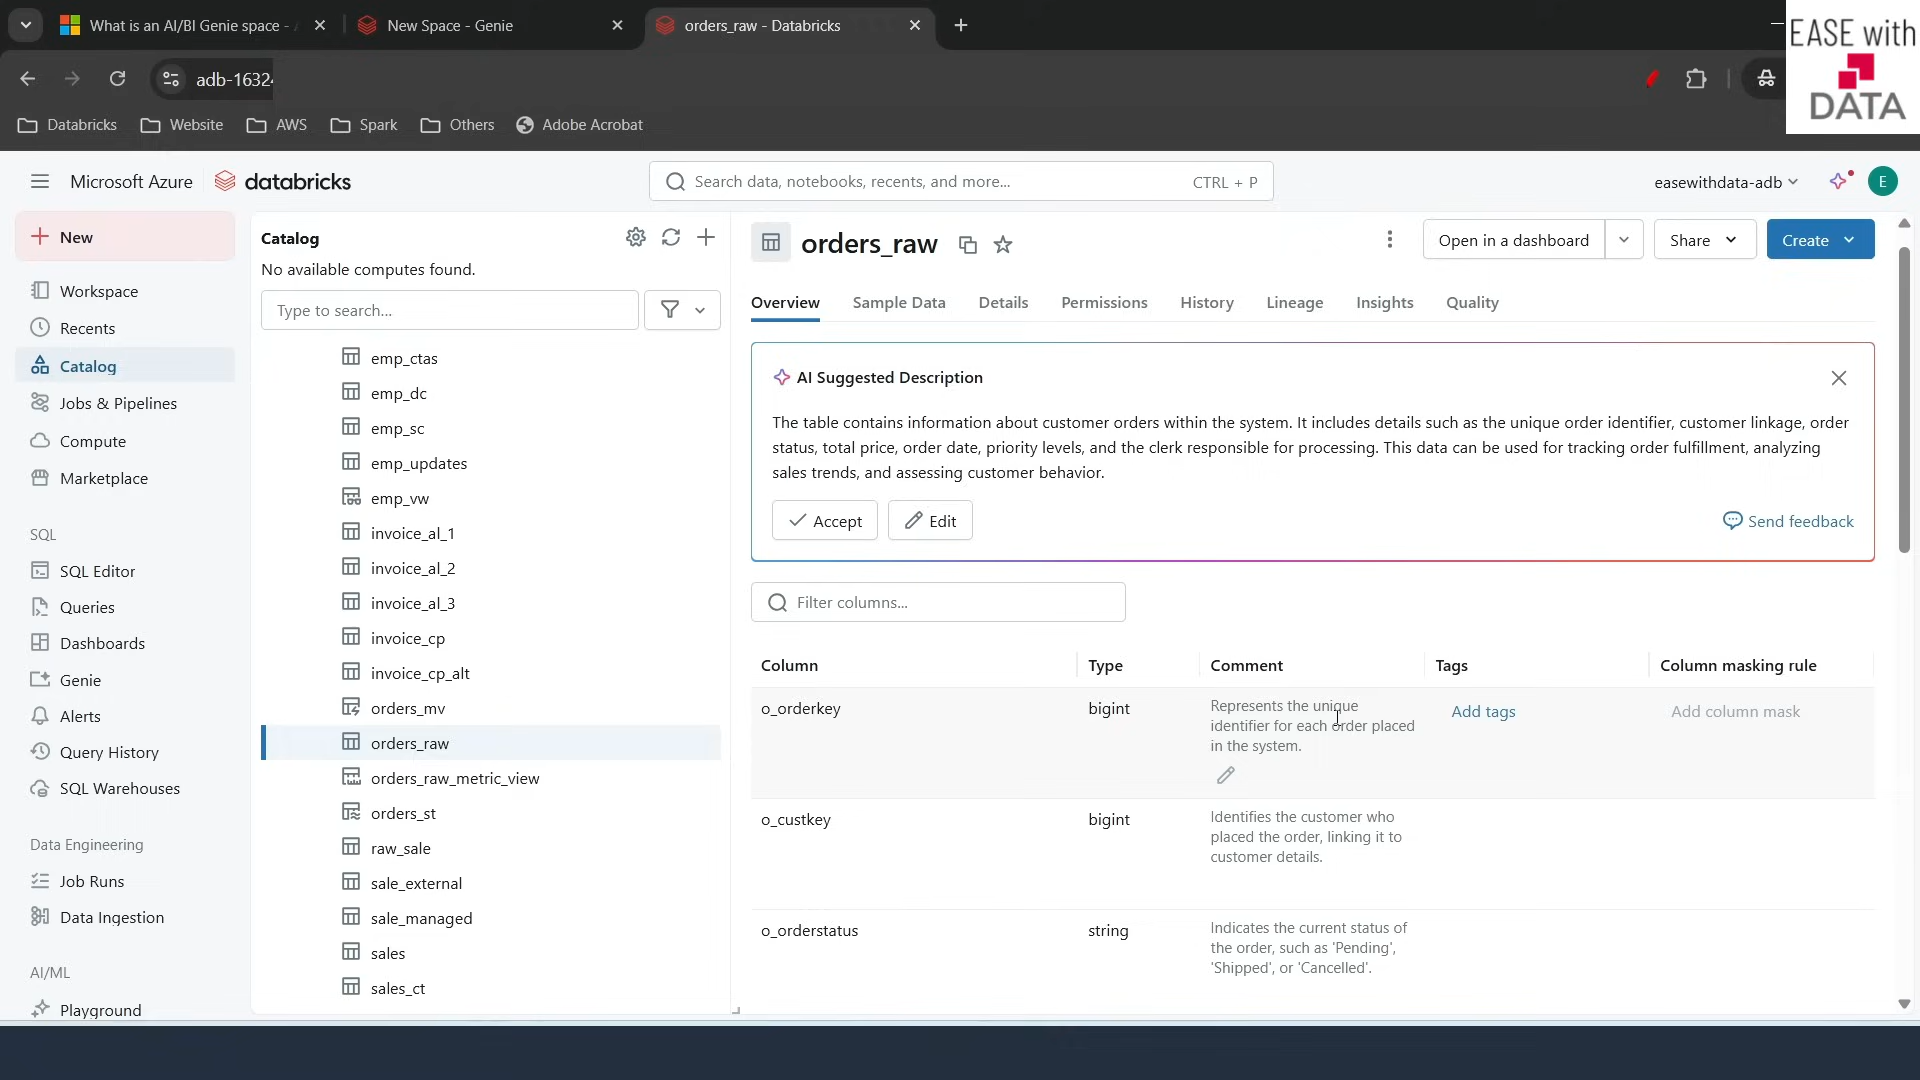 What is an AI/BI Genie space -
New Space - Genie
orders_raw - Databricks
EASE with
DATA
adb-1632
Databricks
Website
AWS
Spark
Others
Adobe Acrobat
Microsoft Azure
databricks
Search data, notebooks, recents, and more...
CTRL + P
easewithdata-adb
E
New
Workspace
Recents
Catalog
Jobs & Pipelines
Compute
Marketplace
SQL
SQL Editor
Queries
Dashboards
Genie
Alerts
Query History
SQL Warehouses
Data Engineering
Job Runs
Data Ingestion
AI/ML
Playground
Catalog
No available computes found.
Type to search...
emp_ctas
emp_dc
emp_sc
emp_updates
emp_vw
invoice_al_1
invoice_al_2
invoice_al_3
invoice_cp
invoice_cp_alt
orders_mv
orders_raw
orders_raw_metric_view
orders_st
raw_sale
sale_external
sale_managed
sales
sales_ct
orders_raw
Open in a dashboard
Share
Create
Overview
Sample Data
Details
Permissions
History
Lineage
Insights
Quality
AI Suggested Description
The table contains information about customer orders within the system. It includes details such as the unique order identifier, customer linkage, order
status, total price, order date, priority levels, and the clerk responsible for processing. This data can be used for tracking order fulfillment, analyzing
sales trends, and assessing customer behavior.
Accept
Edit
Send feedback
Filter columns...
Column
Type
Comment
Tags
Column masking rule
o_orderkey
bigint
Represents the unique
identifier for each order placed
in the system.
Add tags
Add column mask
o_custkey
bigint
Identifies the customer who
placed the order, linking it to
customer details.
o_orderstatus
string
Indicates the current status of
the order, such as 'Pending',
'Shipped', or 'Cancelled'.